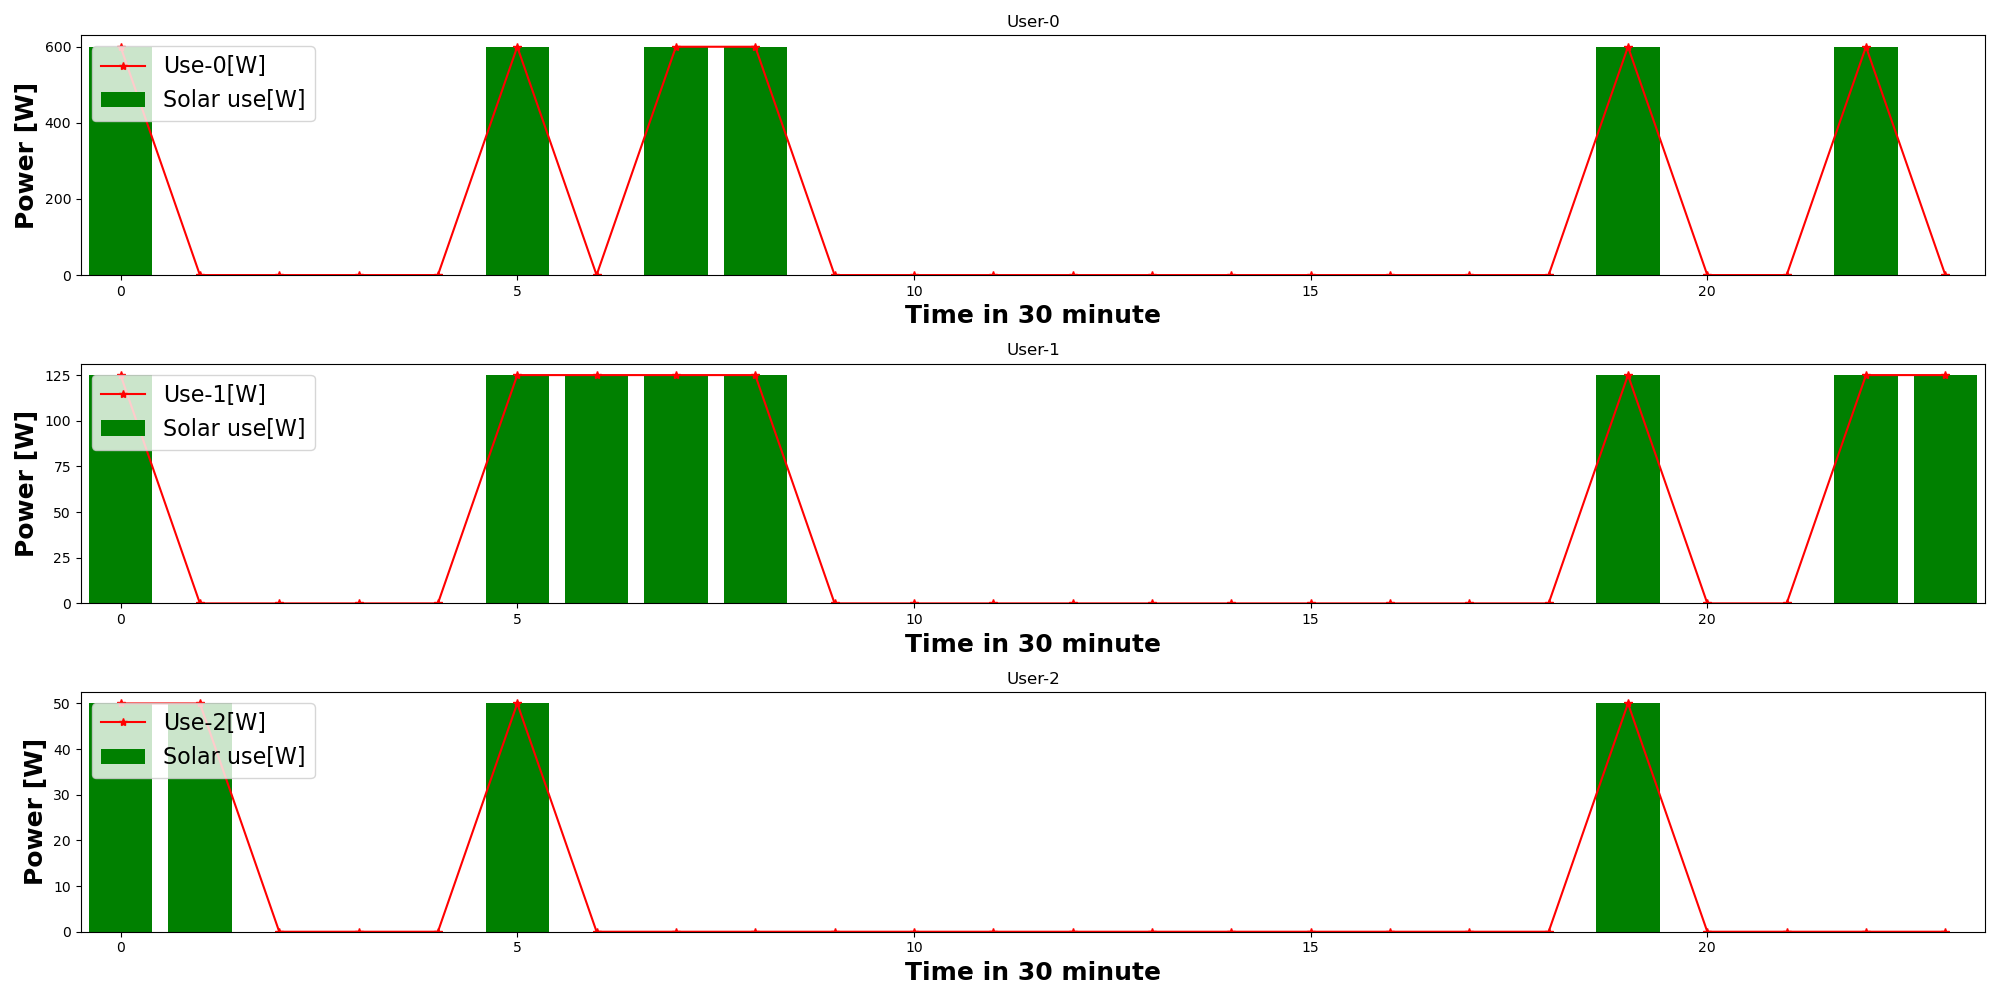 User-0
Power [W]
600
400
200
0
Use-0[W]
Solar use[W]
0 5 10 15 20
Time in 30 minute
User-1
Power [W]
125
100
75
50
25
0
Use-1[W]
Solar use[W]
0 5 10 15 20
Time in 30 minute
User-2
Power [W]
50
40
30
20
10
0
Use-2[W]
Solar use[W]
0 5 10 15 20
Time in 30 minute